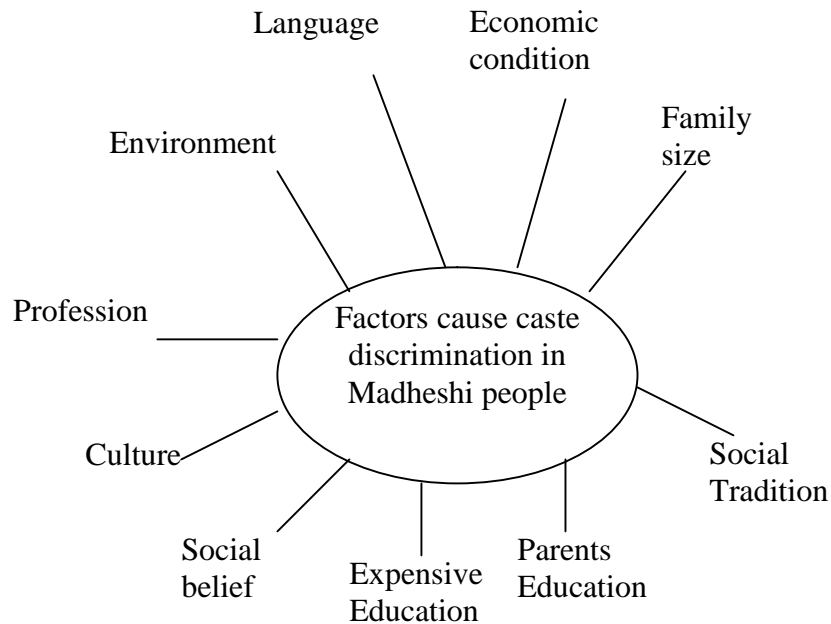 Language
Economic
condition
Environment
Family
size
Profession
Factors cause caste
discrimination in
Madheshi people
Culture
Social
Tradition
Social
belief
Expensive
Education
Parents
Education